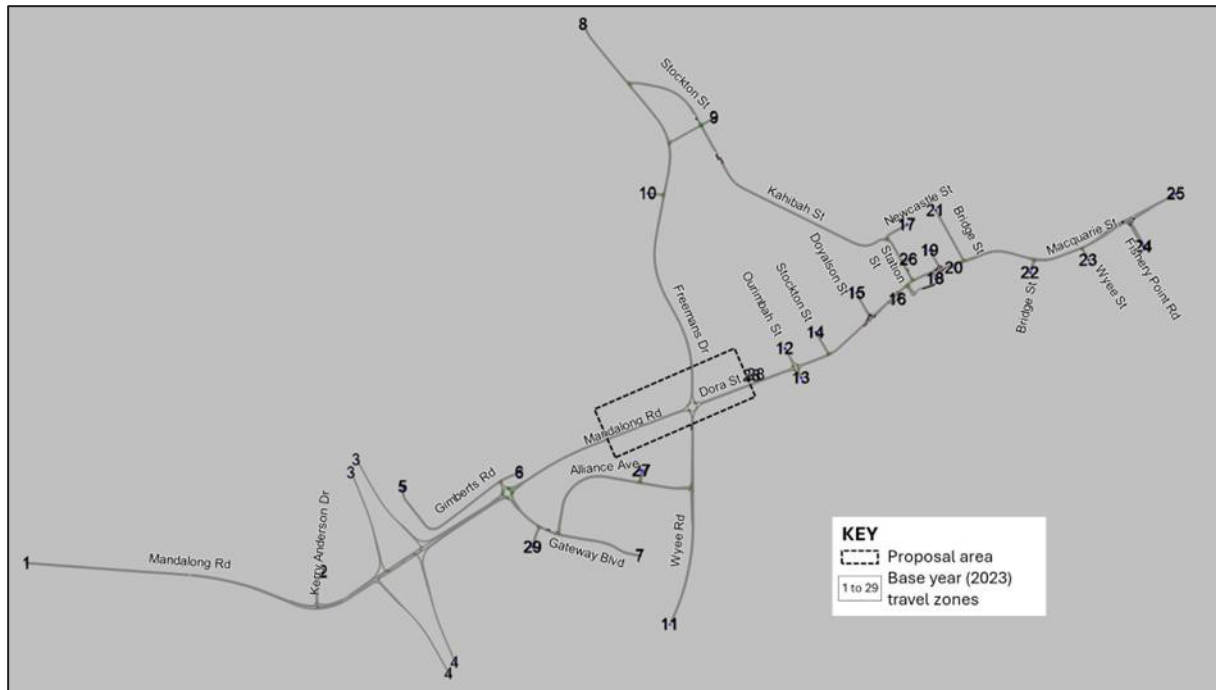 8
Stockton St
9
10
Kahibah St
Newcastle St
17
21
Bridge St
25
Macquarie St
24
Fishery Point Rd
23
Wyee St
22
Bridge St
19
26
20
18
Station St
16
Doyalson St
15
Stockton St
14
Ourimbah St
12
13
Freemans Dr
Dora St
Mandalong Rd
Alliance Ave
27
6
3
3
5
Gimberts Rd
Kerry Anderson Dr
1
Mandalong Rd
2
29
Gateway Blvd
7
Wyee Rd
11
4
4
KEY
Proposal area
1 to 29
Base year (2023)
travel zones